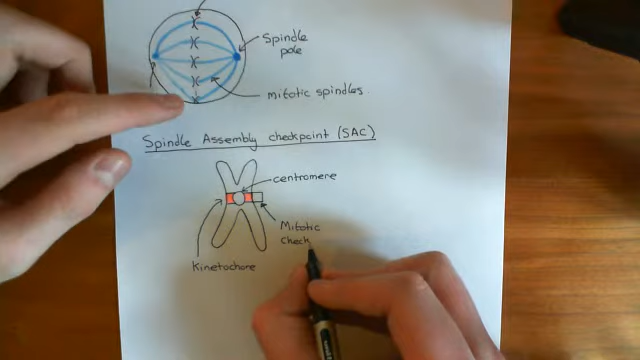 Spindle
pole
mitotic spindles.
Spindle Assembly checkpoint (SAC)
centromere
Mitotic
check
Kinetochore